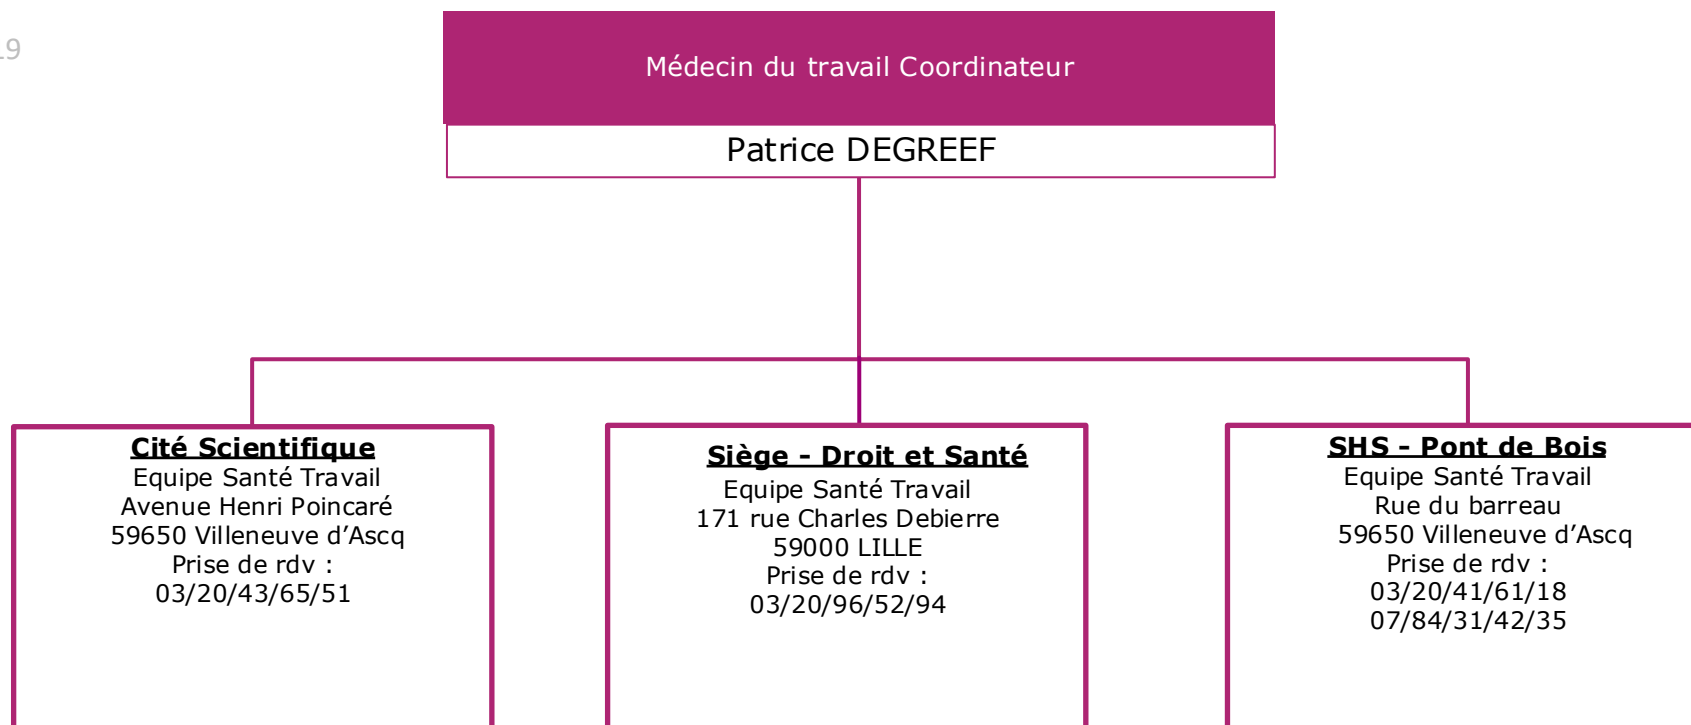 19
Médecin du travail Coordinateur
Patrice DEGREEF
Cité Scientifique
Equipe Santé Travail
Avenue Henri Poincaré
59650 Villeneuve d’Ascq
Prise de rdv :
03/20/43/65/51
Siège - Droit et Santé
Equipe Santé Travail
171 rue Charles Debierre
59000 LILLE
Prise de rdv :
03/20/96/52/94
SHS - Pont de Bois
Equipe Santé Travail
Rue du barreau
59650 Villeneuve d’Ascq
Prise de rdv :
03/20/41/61/18
07/84/31/42/35